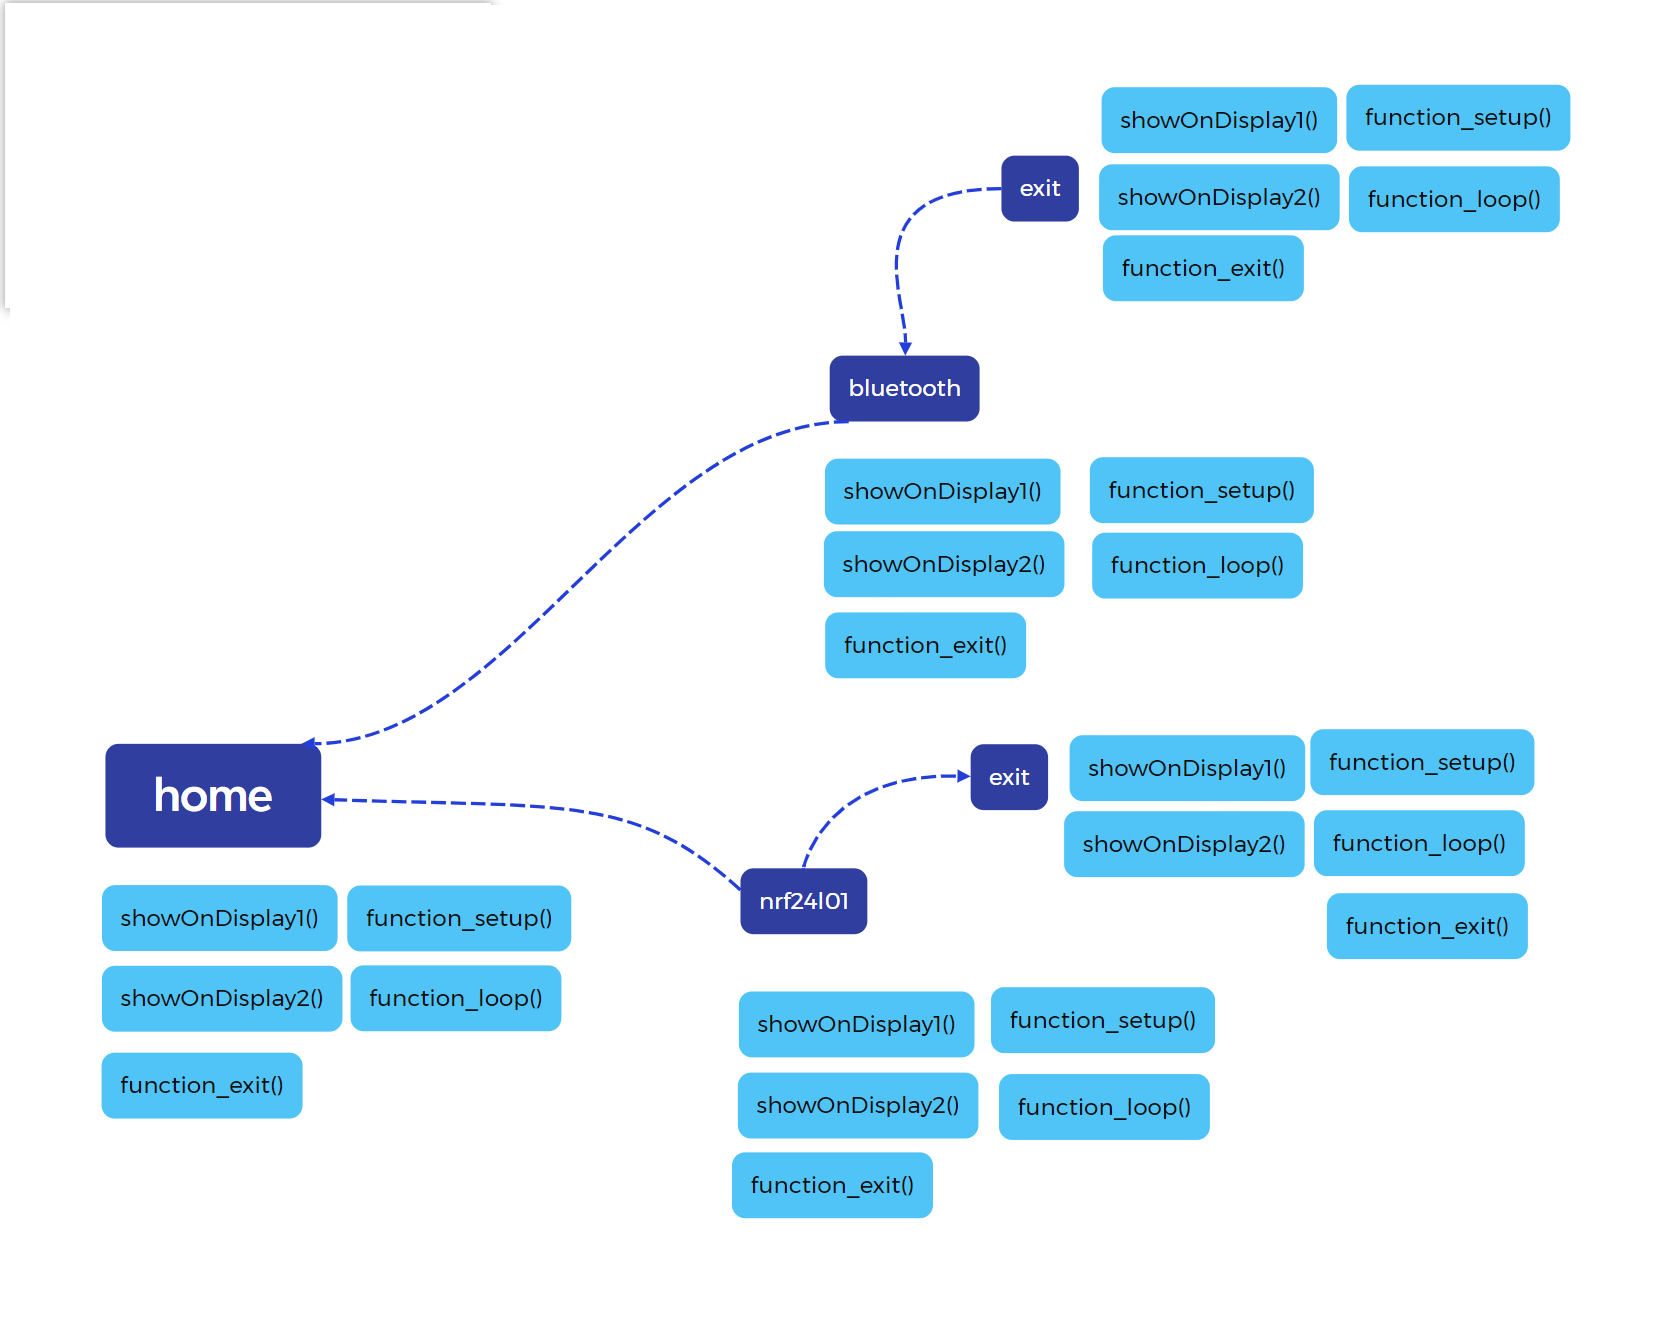 exit
showOnDisplay1()
function_setup()
showOnDisplay2()
function_loop()
function_exit()
bluetooth
showOnDisplay1()
function_setup()
showOnDisplay2()
function_loop()
function_exit()
home
showOnDisplay1()
function_setup()
showOnDisplay2()
function_loop()
function_exit()
exit
showOnDisplay1()
function_setup()
showOnDisplay2()
function_loop()
function_exit()
nrf24l01
showOnDisplay1()
function_setup()
showOnDisplay2()
function_loop()
function_exit()